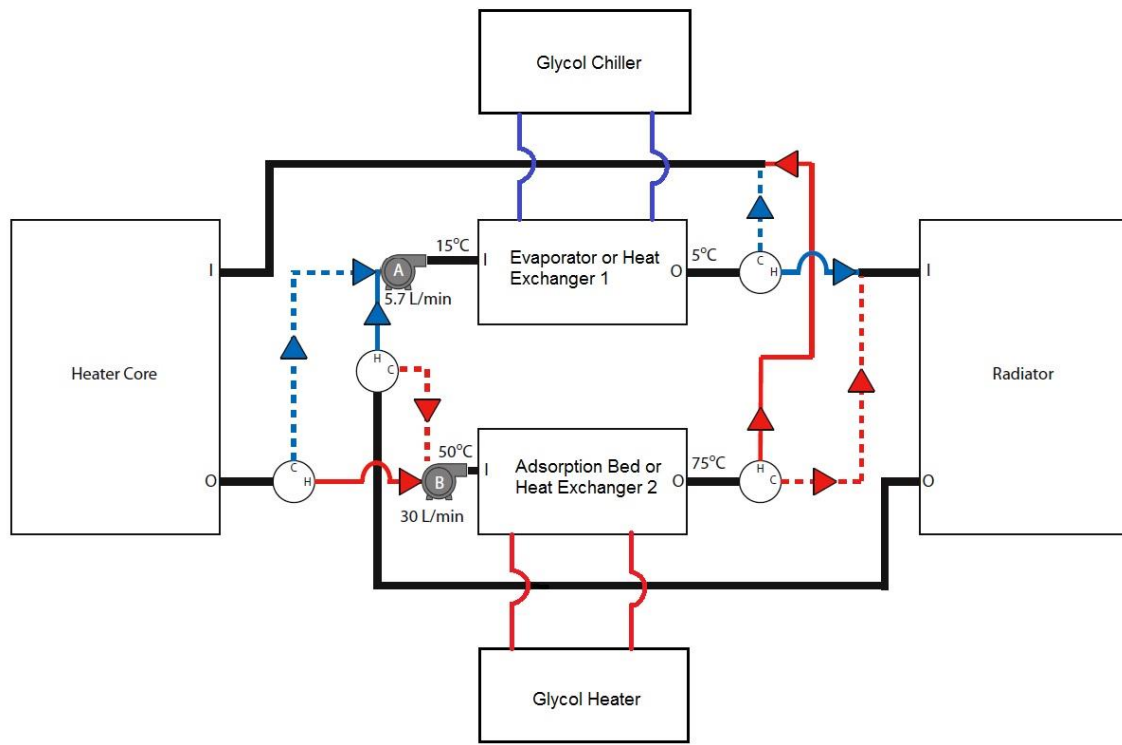 Glycol Chiller
15°C
Evaporator or Heat
Exchanger 1
5°C
I
I
O
C
H
I
A
5.7 L/min
Heater Core
H
C
Radiator
50°C
Adsorption Bed or
Heat Exchanger 2
75°C
I
O
H
C
O
C
H
B
O
30 L/min
Glycol Heater